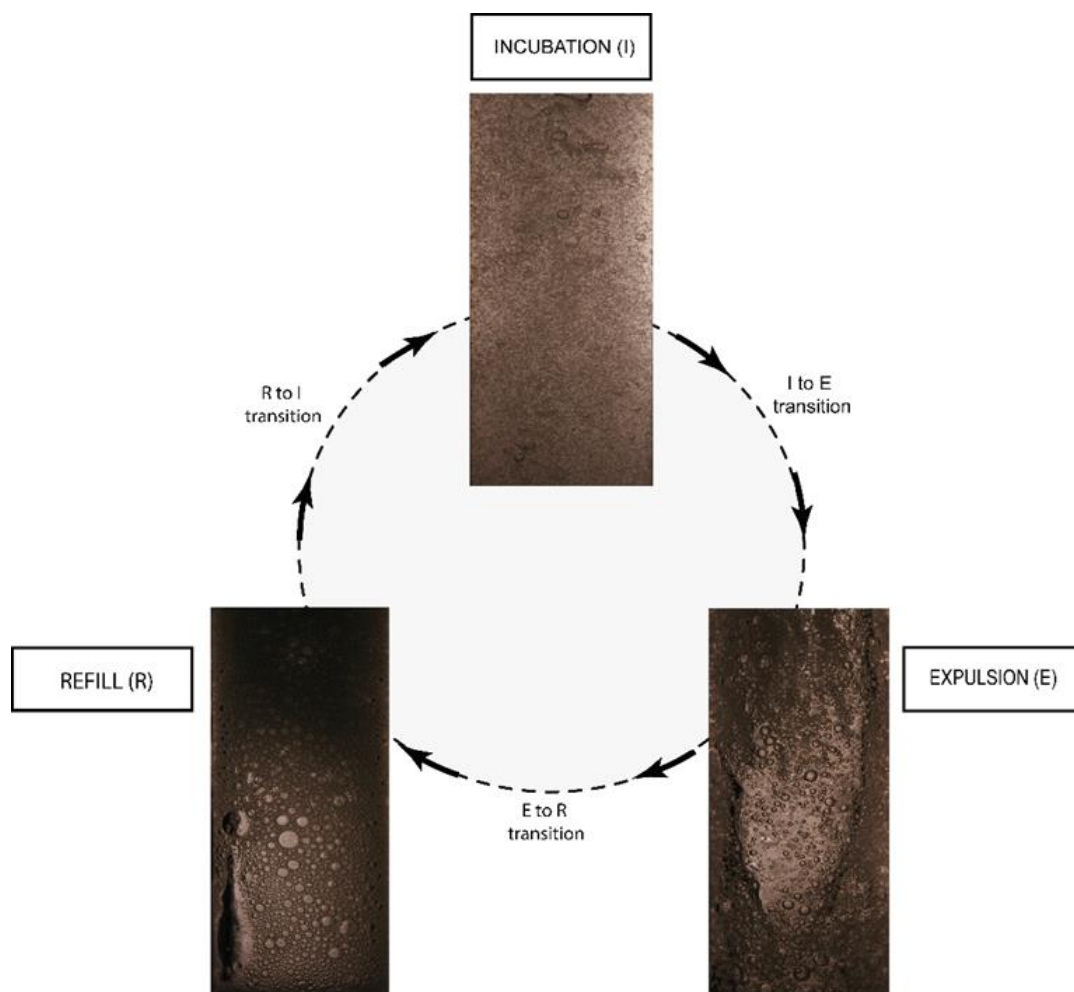 INCUBATION (I)
R to I
transition
I to E
transition
REFILL (R)
EXPULSION (E)
E to R
transition